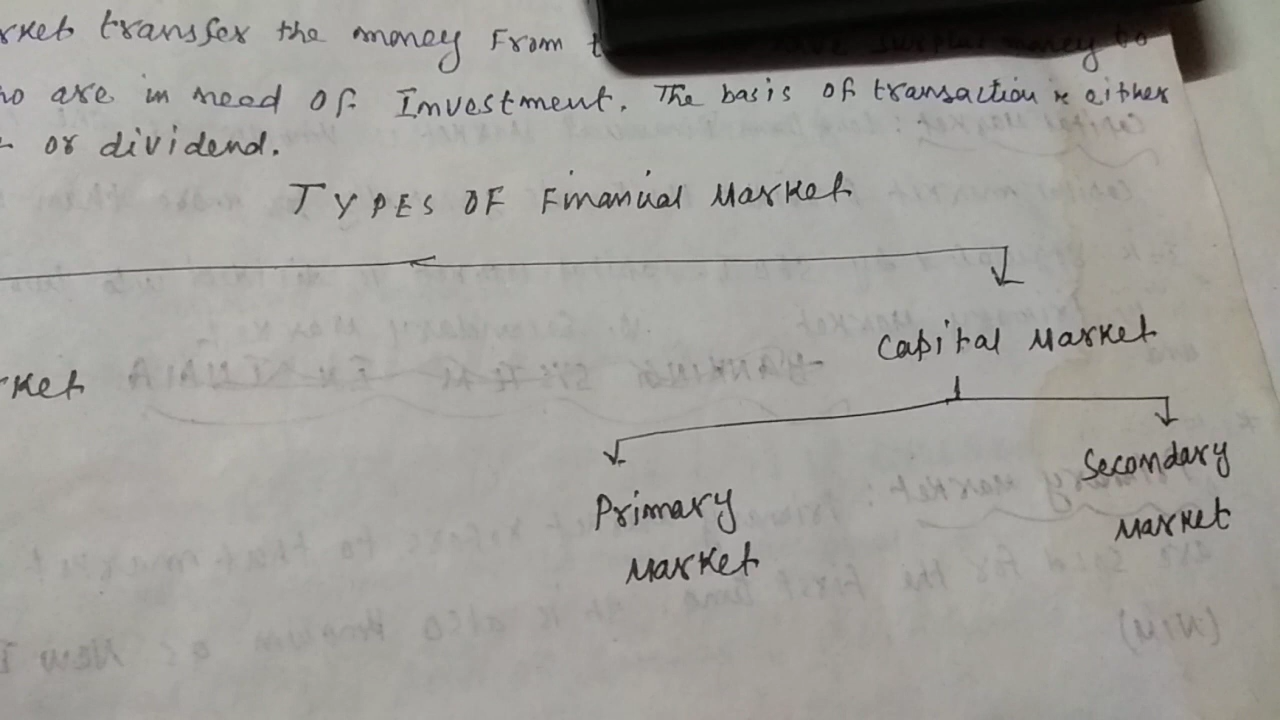 rket transfer the money From
are in need OF Investment. The basis of transaction is either
or dividend.
TYPES OF Financial Market
Capital Market
rket
Primary
Market
Secondary
Market